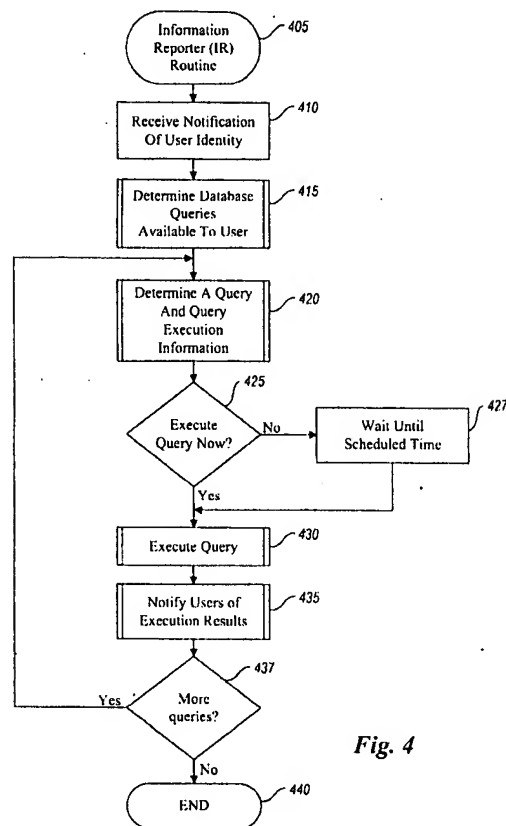 Information
Reporter (IR)
Routine
405
410
Receive Notification
Of User Identity
415
Determine Database
Queries
Available To User
Determine A Query
And Query
Execution
Information
420
425
Execute
Query Now?
No
427
Wait Until
Scheduled Time
Yes
Execute Query
430
Notify Users of
Execution Results
435
437
Yes
More
queries?
Fig. 4
No
END
440